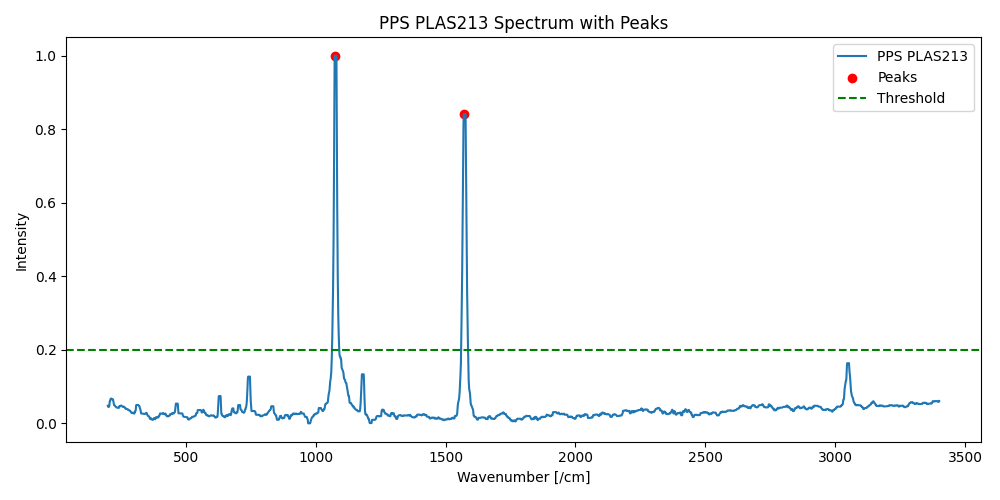 PPS PLAS213 Spectrum with Peaks
PPS PLAS213
Peaks
Threshold
Intensity
1.0
0.8
0.6
0.4
0.2
0.0
500 1000 1500 2000 2500 3000 3500
Wavenumber [/cm]